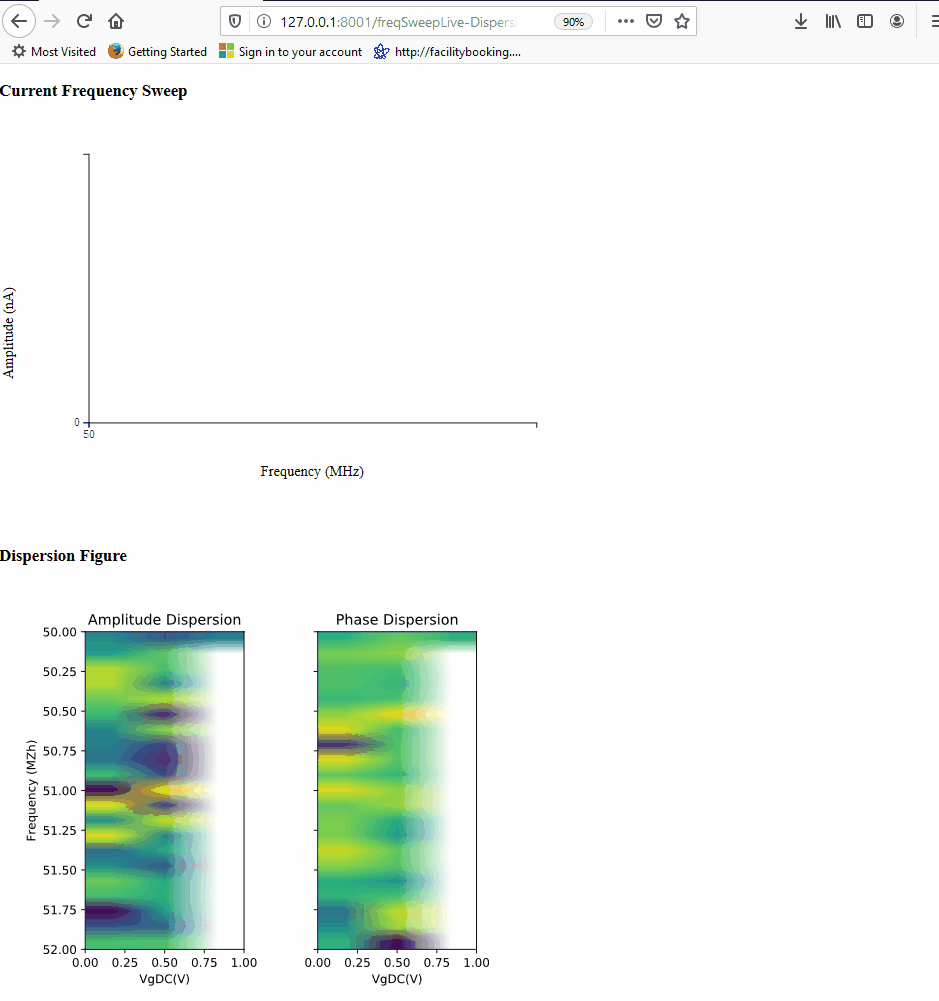 127.0.0.1:8001/freqSweepLive-Dispers
90%
Most Visited
Getting Started
Sign in to your account
http://facilitybooking....
Current Frequency Sweep
Amplitude (nA)
0
50
Frequency (MHz)
Dispersion Figure
Amplitude Dispersion
Phase Dispersion
Frequency (MZh)
50.00
50.25
50.50
50.75
51.00
51.25
51.50
51.75
52.00
0.00 0.25 0.50 0.75 1.00
0.00 0.25 0.50 0.75 1.00
VgDC(V)
VgDC(V)